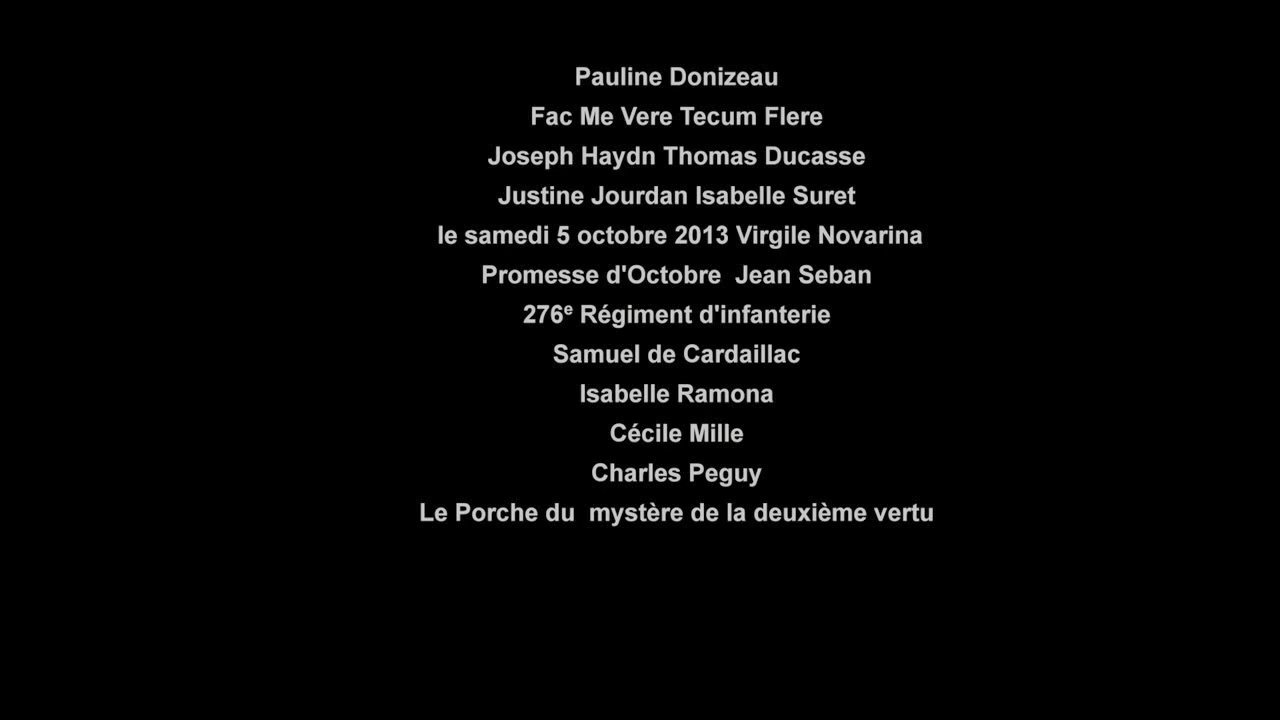 Pauline Donizeau
Fac Me Vere Tecum Flere
Joseph Haydn Thomas Ducasse
Justine Jourdan Isabelle Suret
le samedi 5 octobre 2013 Virgile Novarina
Promesse d'Octobre  Jean Seban
276ᵉ Régiment d'infanterie
Samuel de Cardaillac
Isabelle Ramona
Cécile Mille
Charles Peguy
Le Porche du  mystère de la deuxième vertu